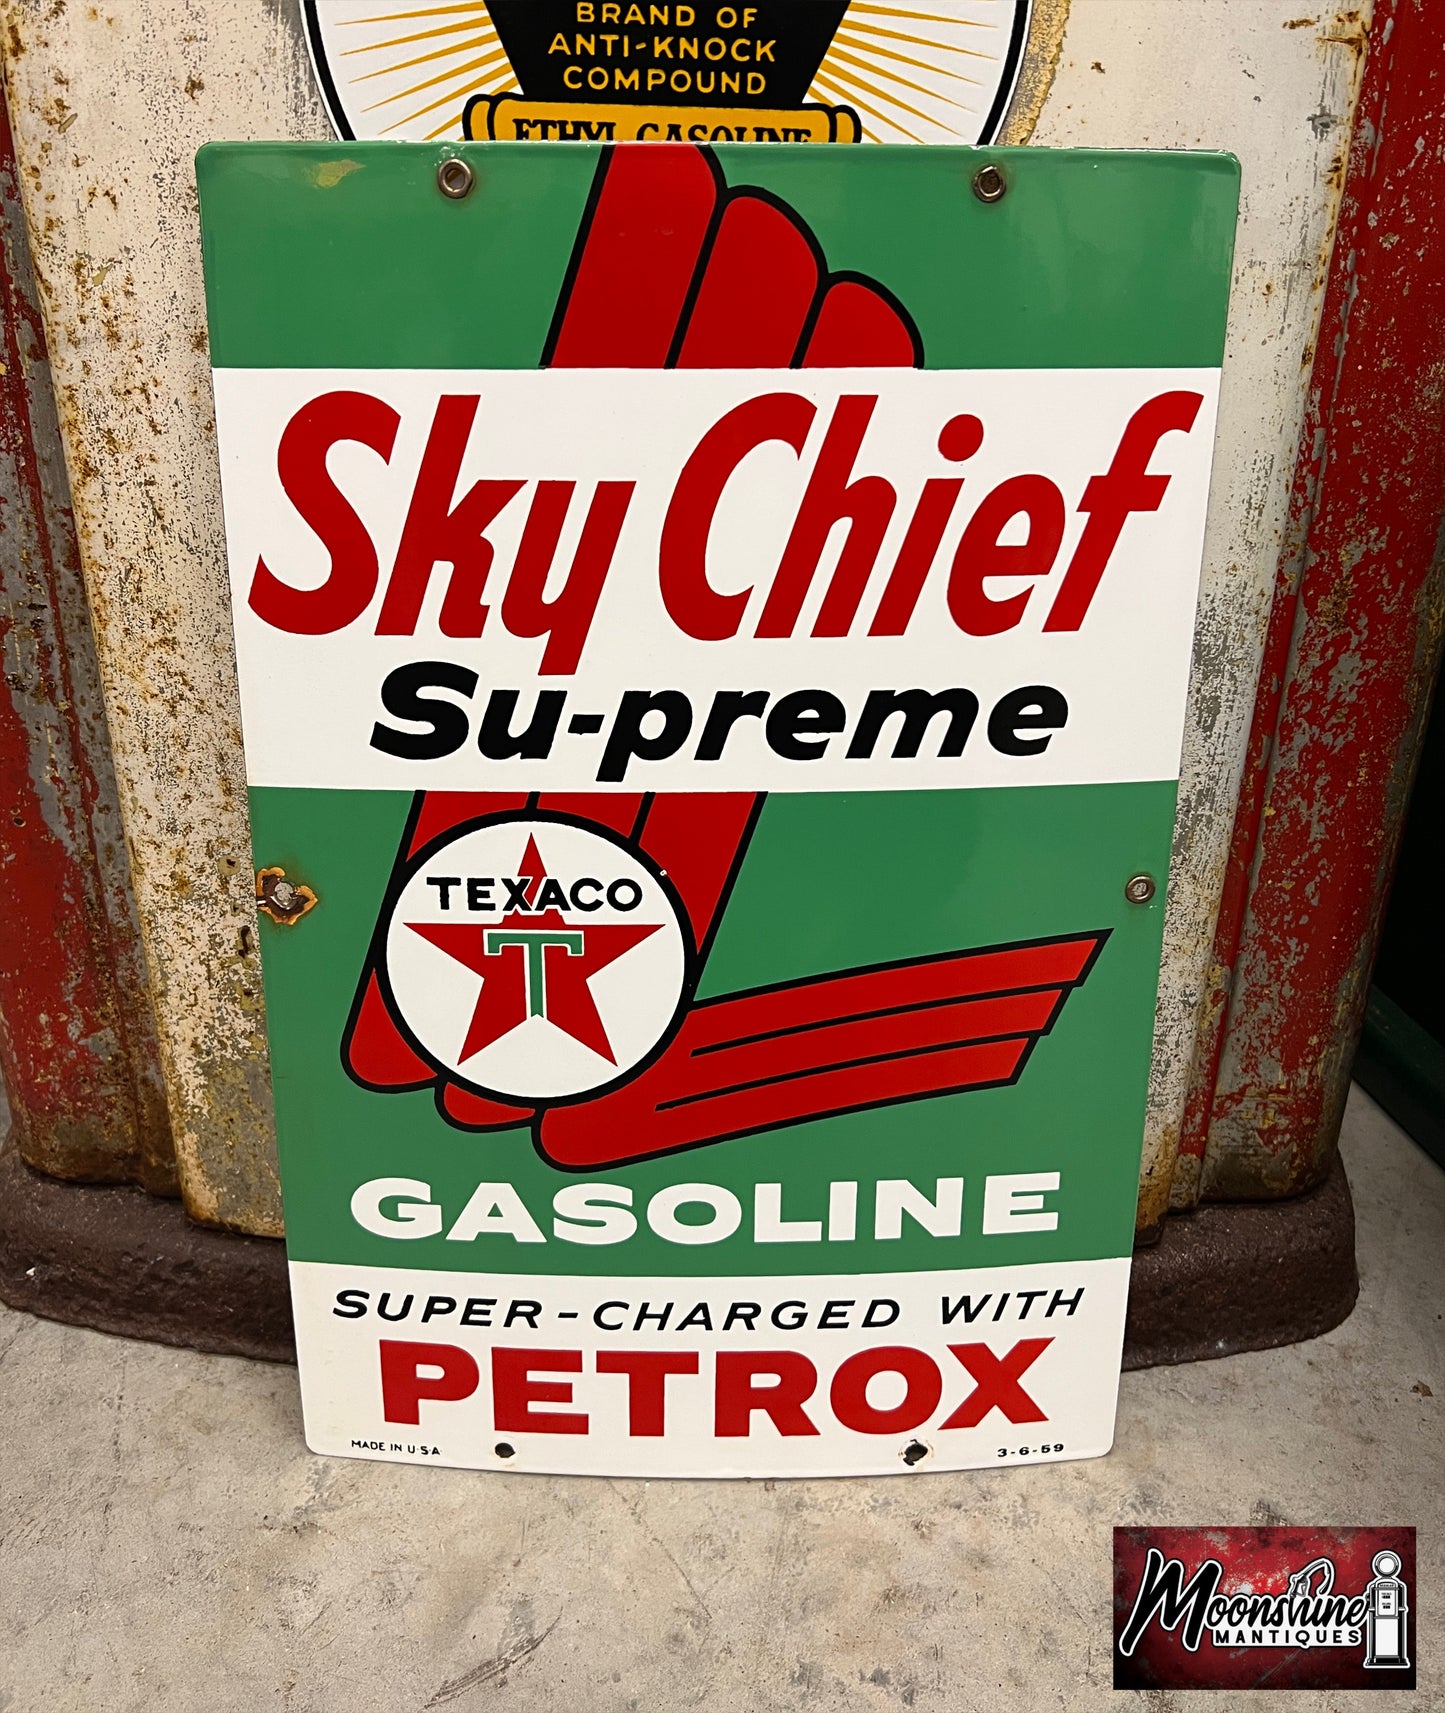 BRAND OF
ANTI-KNOCK
COMPOUND
ETHYL GASOLINE
Sky Chief
Su-preme
TEXACO
T
GASOLINE
SUPER-CHARGED WITH
PETROX
MADE IN U.S.A 3-6-59
Moonshine
MANTIQUES